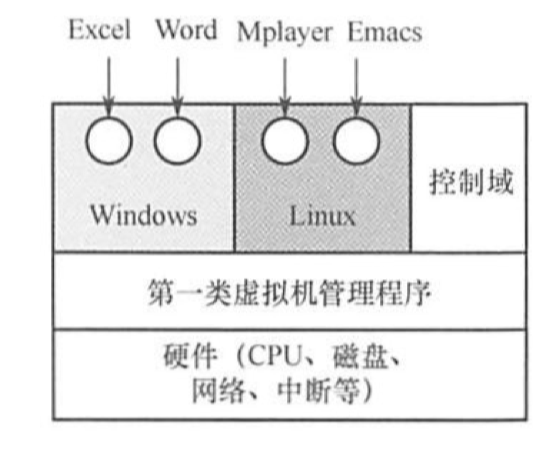 Excel Word Mplayer Emacs
Windows Linux 控制域
第一类虚拟机管理程序
硬件（CPU、磁盘、
网络、中断等）